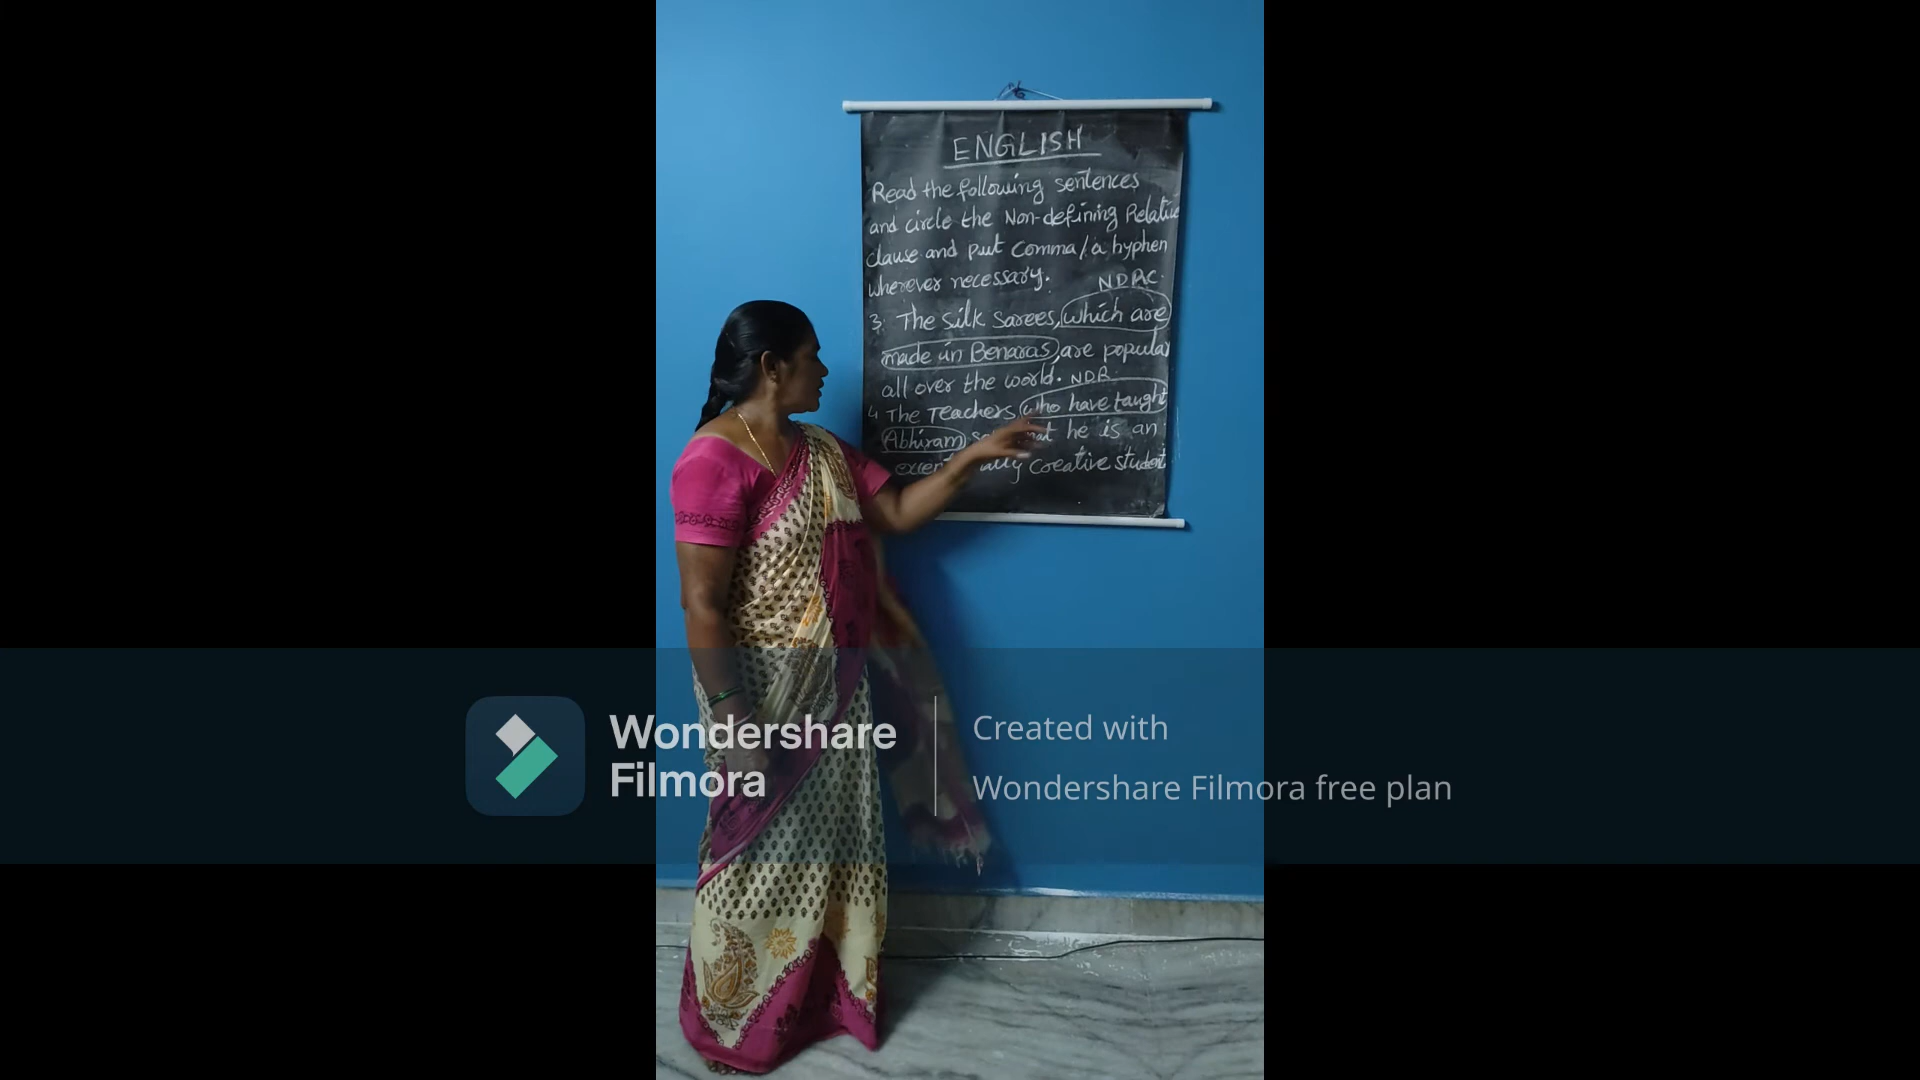 ENGLISH
Read the following sentences
and circle the Non-defining Relative
clause and put Comma/a hyphen
wherever necessary.
NDRC.
3. The silk sarees, which are
made in Benaras, are popular
all over the world. NDR
4 The Teachers, who have taught
Abhiram he is an
creative student
Wondershare
Filmora
Created with
Wondershare Filmora free plan